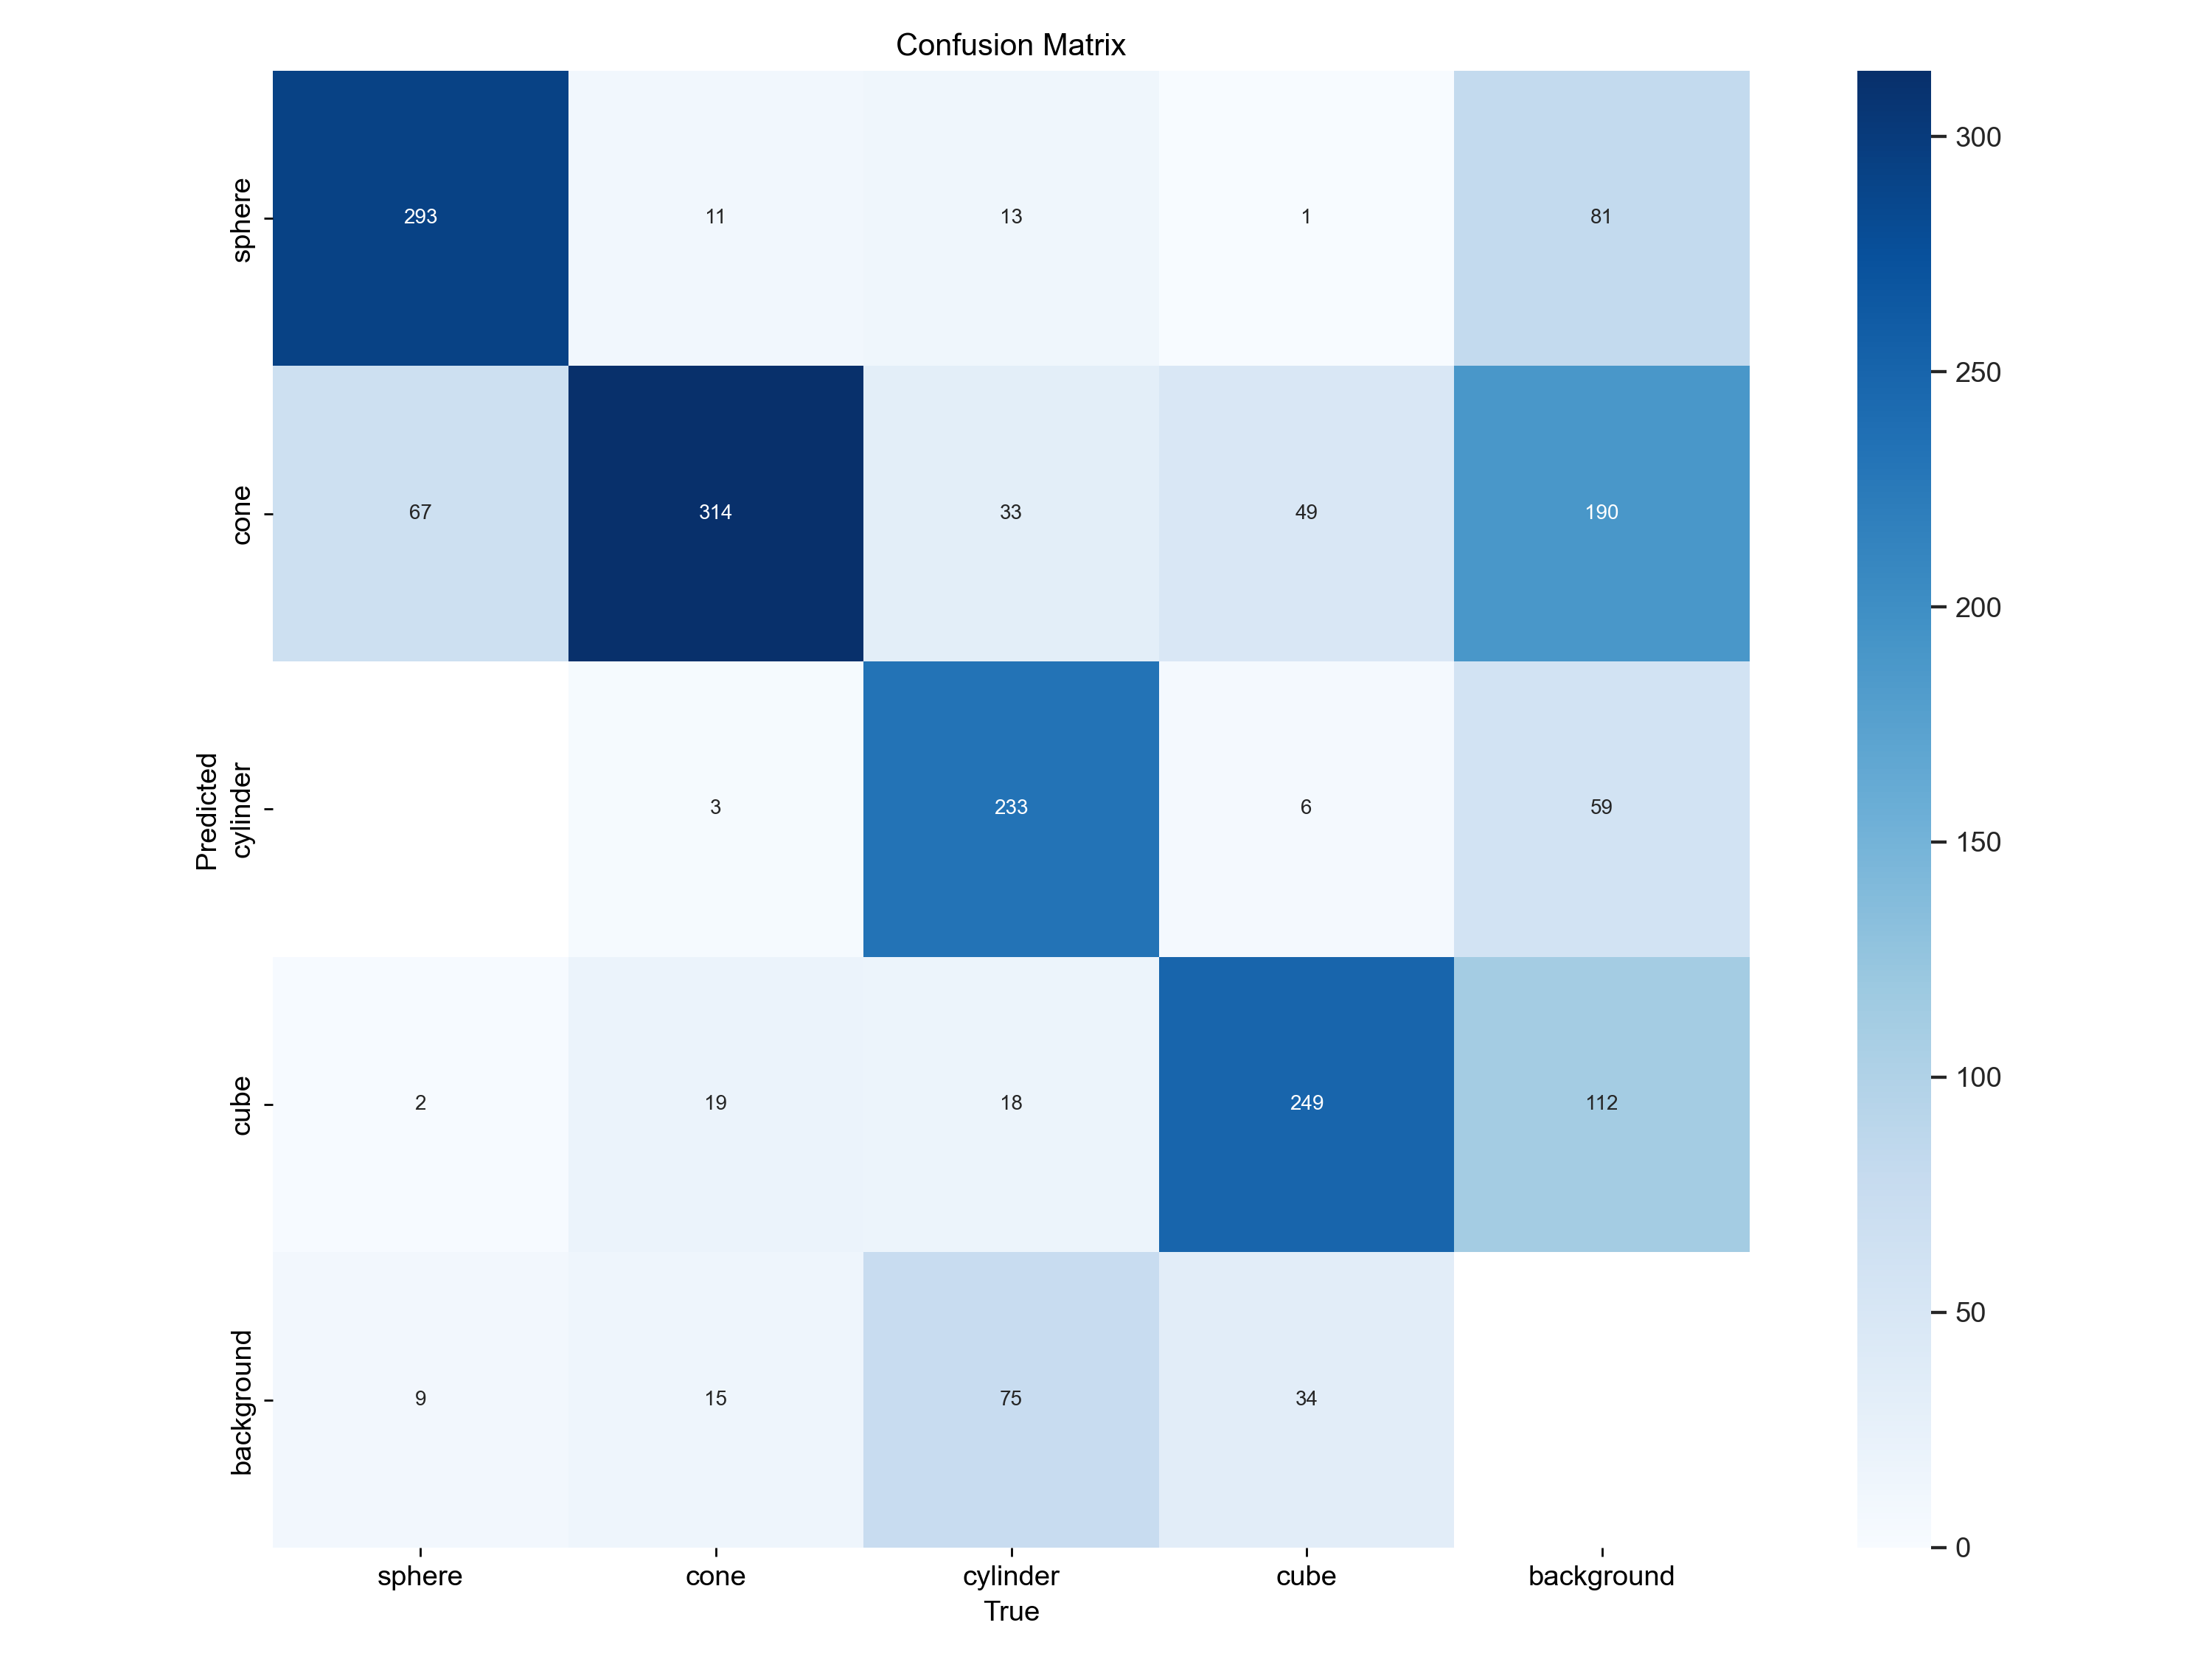 Confusion Matrix
sphere
293
11
13
1
81
cone
67
314
33
49
190
Predicted
cylinder
3
233
6
59
cube
2
19
18
249
112
background
9
15
75
34
sphere
cone
cylinder
cube
background
True
300
250
200
150
100
50
0